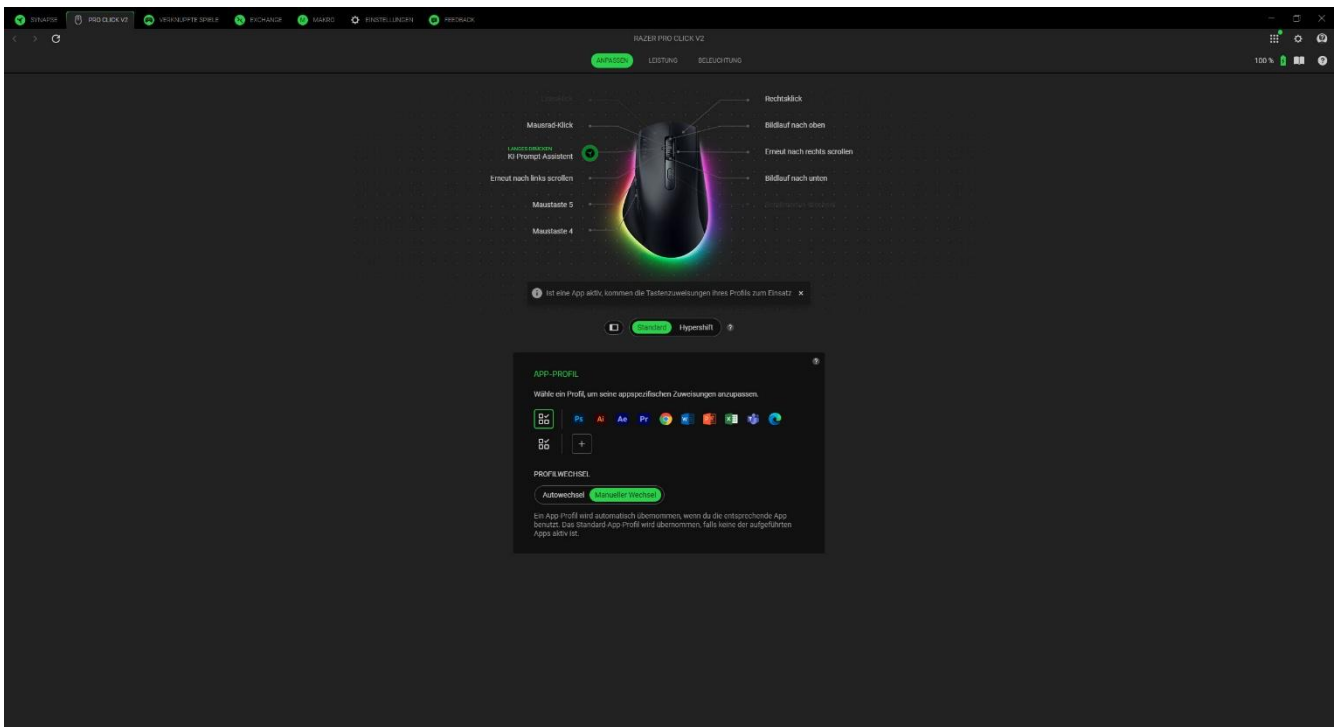 SYNAPSE
PRO CLICK V2
VERKNÜPFTE SPIELE
EXCHANGE
MAKRO
EINSTELLUNGEN
FEEDBACK
RAZER PRO CLICK V2
ANPASSEN
LEISTUNG
BELEUCHTUNG
100 %
Linksklick
Rechtsklick
Mausrad-Klick
Bildlauf nach oben
LANGES DRÜCKEN
KI-Prompt-Assistent
Erneut nach rechts scrollen
Erneut nach links scrollen
Bildlauf nach unten
Maustaste 5
Maustaste 4
Ist eine App aktiv, kommen die Tastenzuweisungen ihres Profils zum Einsatz
Standard
Hypershift
APP-PROFIL
Wähle ein Profil, um seine appspezifischen Zuweisungen anzupassen.
Ps Ai Ae Pr
PROFILWECHSEL
Autowechsel
Manueller Wechsel
Ein App-Profil wird automatisch übernommen, wenn du die entsprechende App
benutzt. Das Standard-App-Profil wird übernommen, falls keine der aufgeführten
Apps aktiv ist.